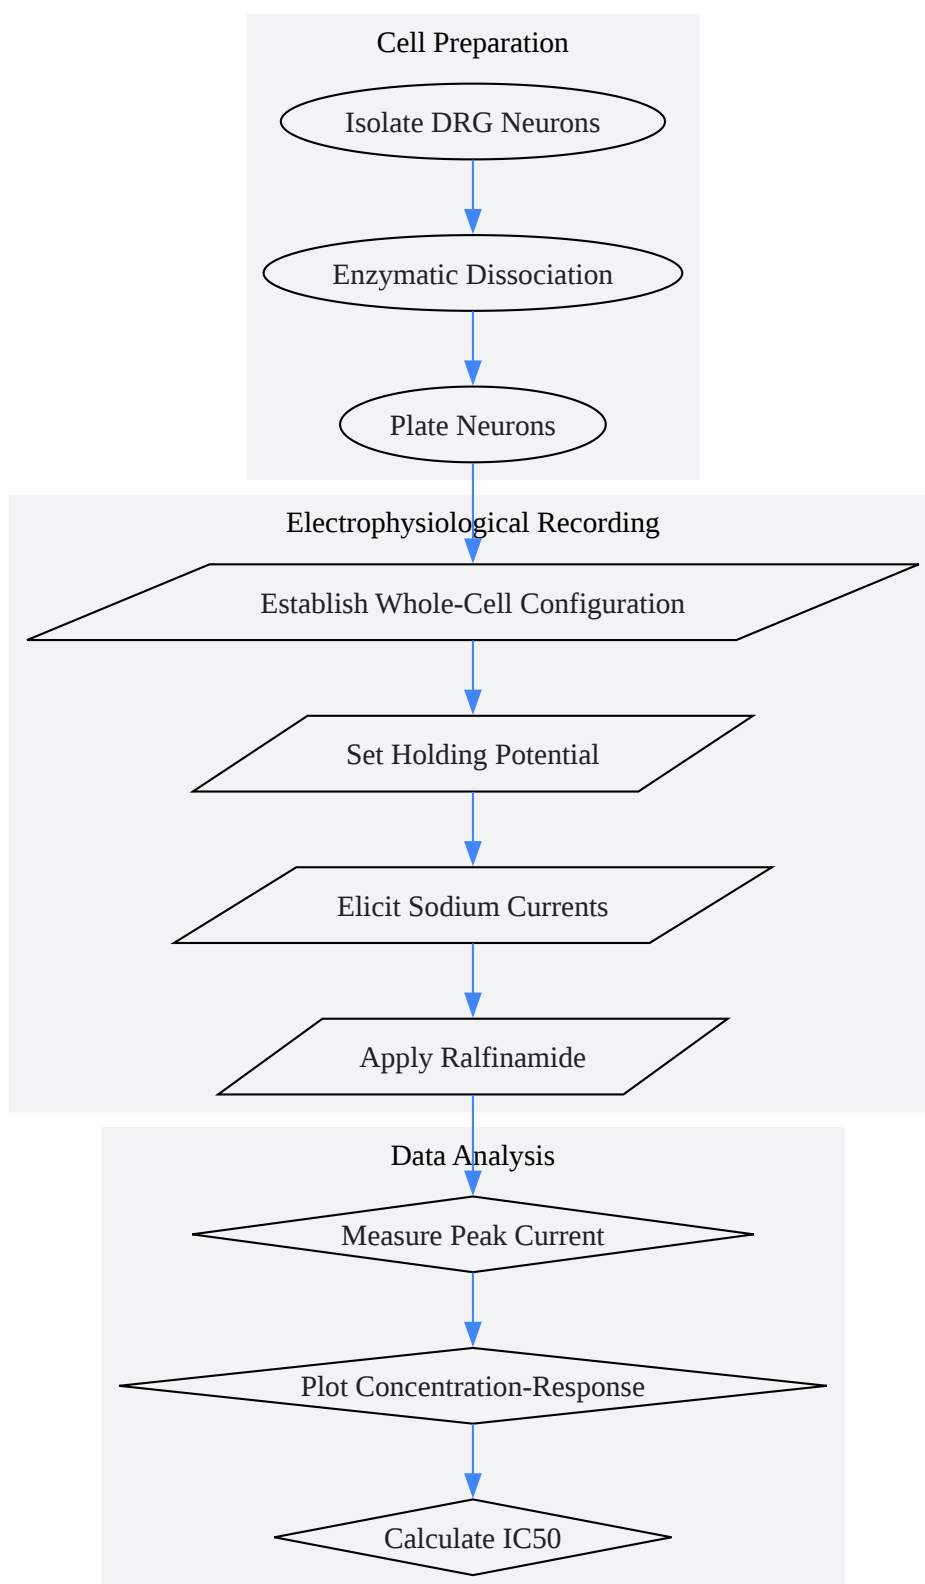 Cell Preparation
Isolate DRG Neurons
Enzymatic Dissociation
Plate Neurons
Electrophysiological Recording
Establish Whole-Cell Configuration
Set Holding Potential
Elicit Sodium Currents
Apply Ralfinamide
Data Analysis
Measure Peak Current
Plot Concentration-Response
Calculate IC50